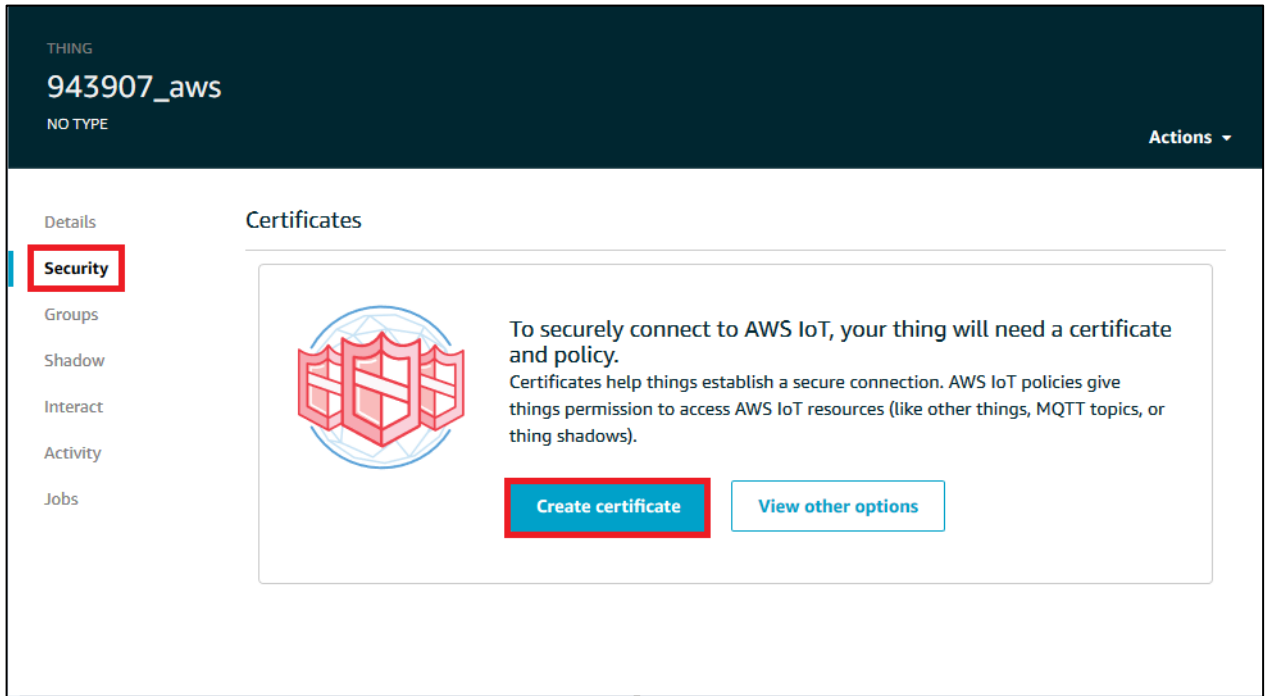 THING
943907_aws
NO TYPE
Actions
Details
Security
Groups
Shadow
Interact
Activity
Jobs
Certificates
To securely connect to AWS IoT, your thing will need a certificate
and policy.
Certificates help things establish a secure connection. AWS IoT policies give
things permission to access AWS IoT resources (like other things, MQTT topics, or
thing shadows).
Create certificate
View other options